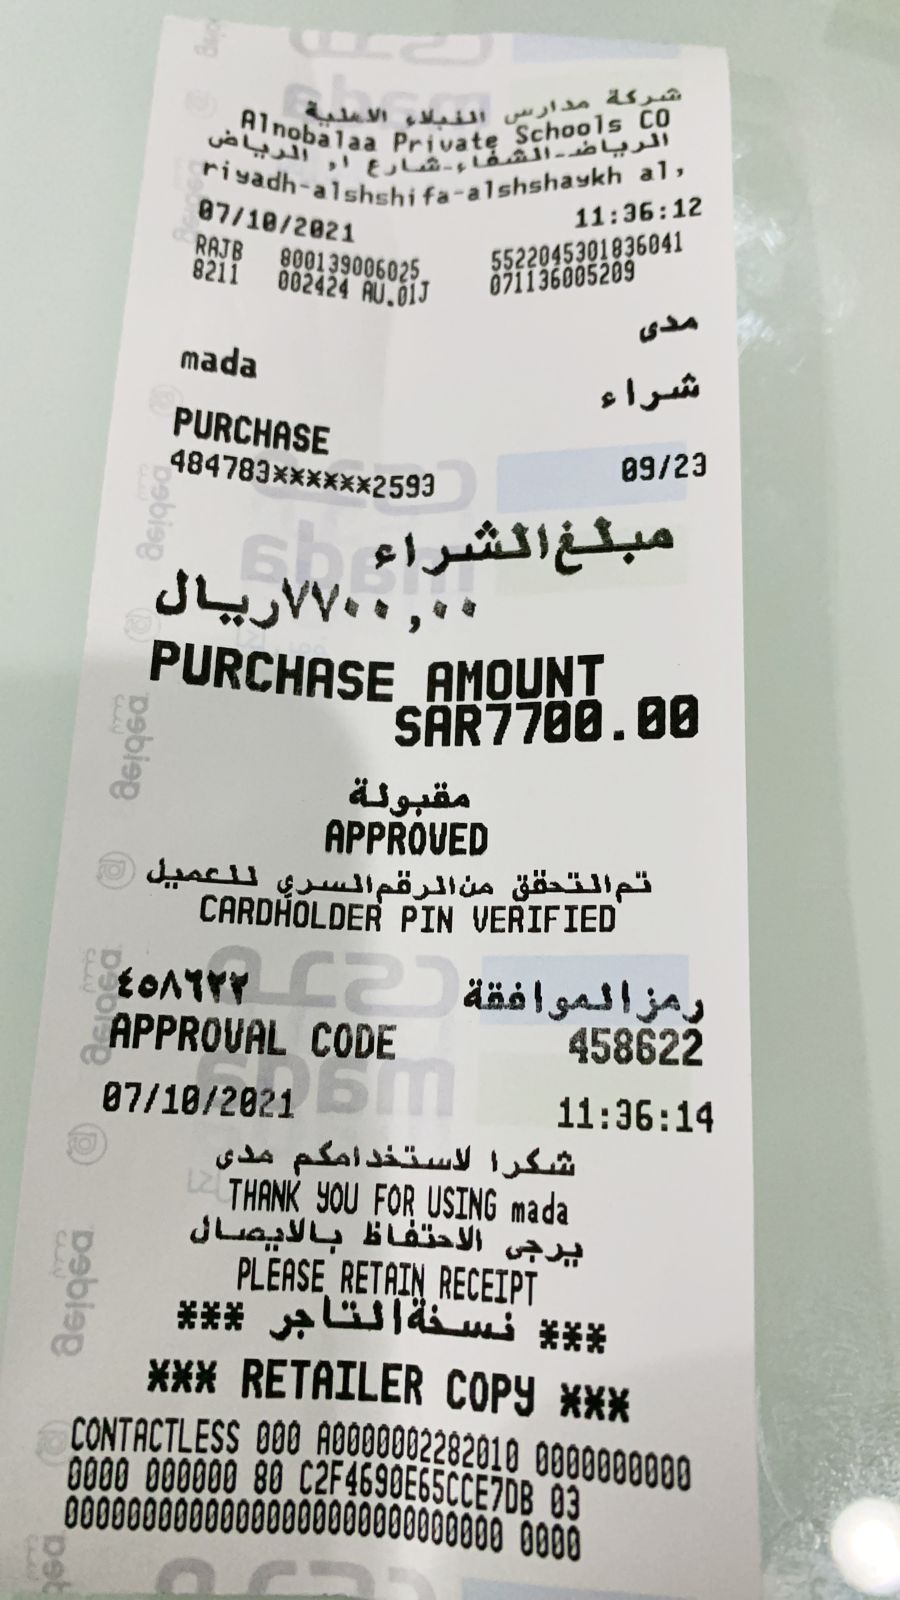 شركة مدارس النبلاء الاهلية
Alnobalaa Private Schools CO
الرياض-الشفاء-شارع ا، الرياض
riyadh-alshshifa-alshshaykh al,
07/10/2021 11:36:12
RAJB 800139006025 5522045301836041
8211 002424 AU.01J 071136005209
مدى
mada
شراء
PURCHASE
484783******2593 09/23
مبلغ الشراء
٧٧٠٠,٠٠ ريال
PURCHASE AMOUNT
SAR7700.00
مقبولة
APPROVED
تم التحقق من الرقم السري للعميل
CARDHOLDER PIN VERIFIED
رمز الموافقة ٤٥٨٦٢٢
APPROVAL CODE 458622
07/10/2021 11:36:14
شكرا لاستخدامكم مدى
THANK YOU FOR USING mada
يرجى الاحتفاظ بالايصال
PLEASE RETAIN RECEIPT
*** نسخة التاجر ***
*** RETAILER COPY ***
CONTACTLESS 000 A0000002282010 0000000000
0000 000000 80 C2F4690E65CCE7DB 03
00000000000000000000000000000 0000